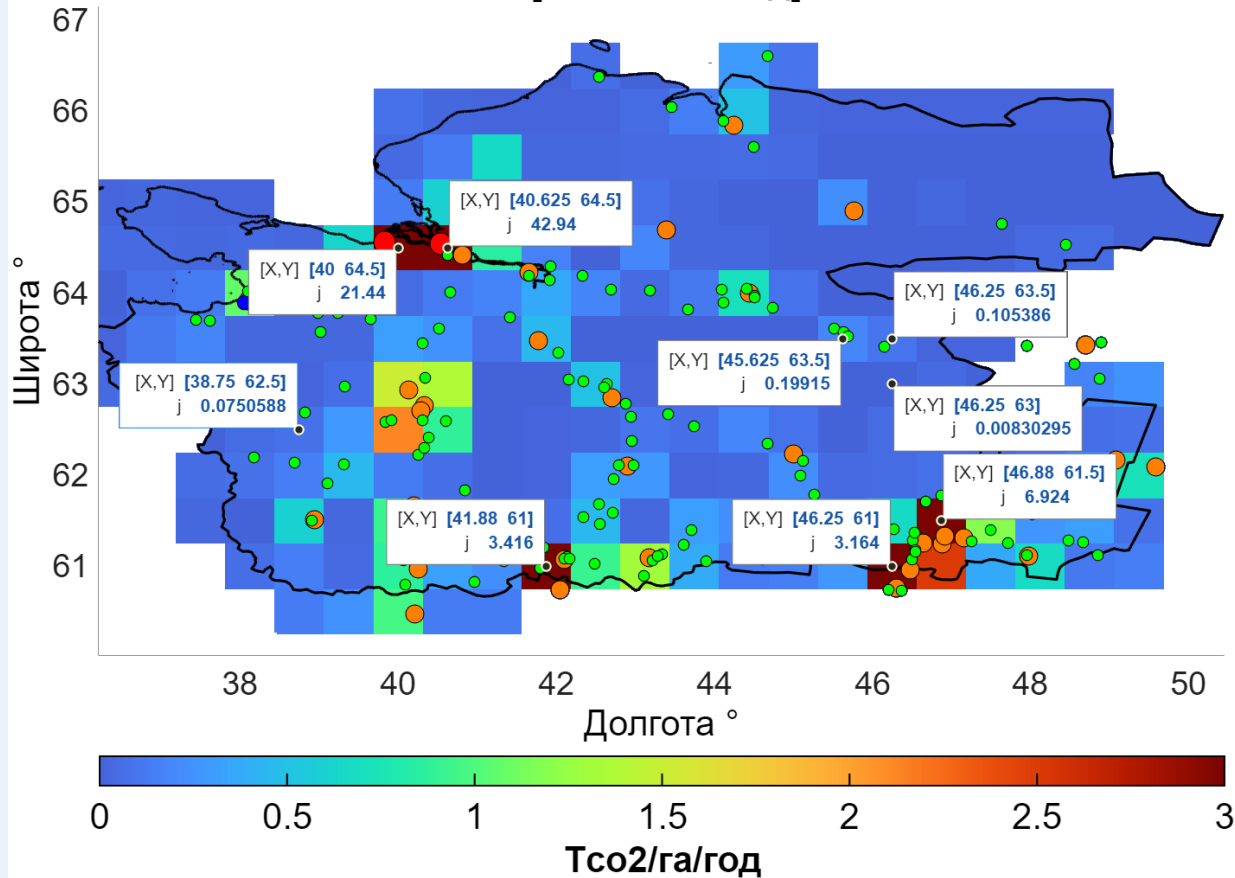 67
66
65
64
63
62
61
Широта °
[X,Y] [40.625 64.5]
j 42.94
[X,Y] [40 64.5]
j 21.44
[X,Y] [46.25 63.5]
j 0.105386
[X,Y] [45.625 63.5]
j 0.19915
[X,Y] [38.75 62.5]
j 0.0750588
[X,Y] [46.25 63]
j 0.00830295
[X,Y] [46.88 61.5]
j 6.924
[X,Y] [41.88 61]
j 3.416
[X,Y] [46.25 61]
j 3.164
38 40 42 44 46 48 50
Долгота °
0 0.5 1 1.5 2 2.5 3
Тсо2/га/год